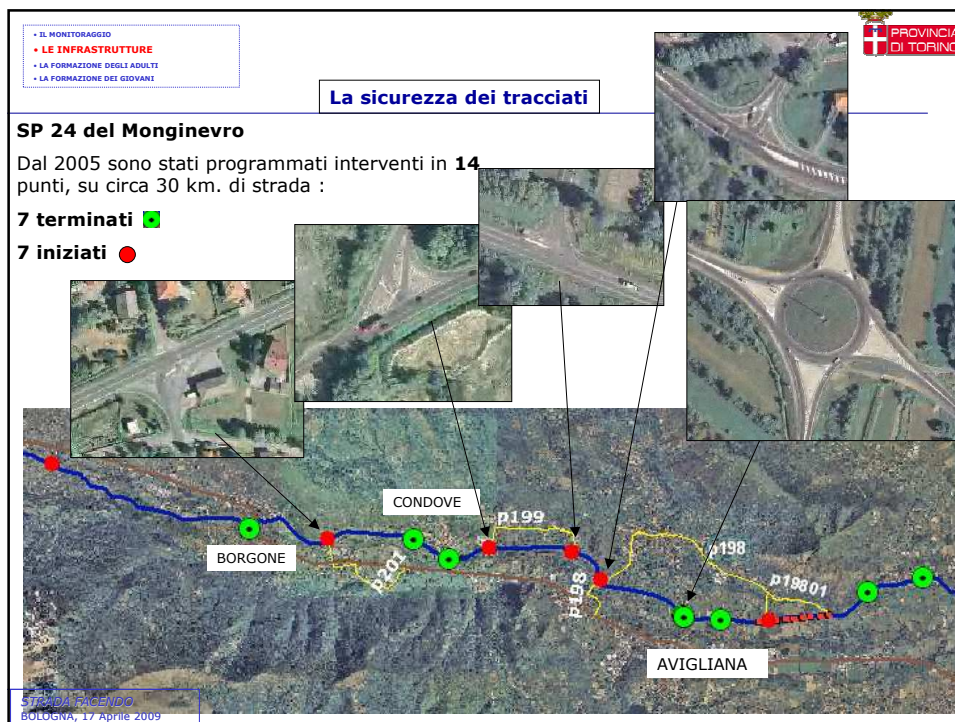 • IL MONITORAGGIO
• LE INFRASTRUTTURE
• LA FORMAZIONE DEGLI ADULTI
• LA FORMAZIONE DEI GIOVANI
PROVINCIA
DI TORINO
La sicurezza dei tracciati
SP 24 del Monginevro
Dal 2005 sono stati programmati interventi in 14
punti, su circa 30 km. di strada :
7 terminati
7 iniziati
CONDOVE
BORGONE
p201
p199
p198
p198
p19801
AVIGLIANA
STRADA FACENDO
BOLOGNA, 17 Aprile 2009